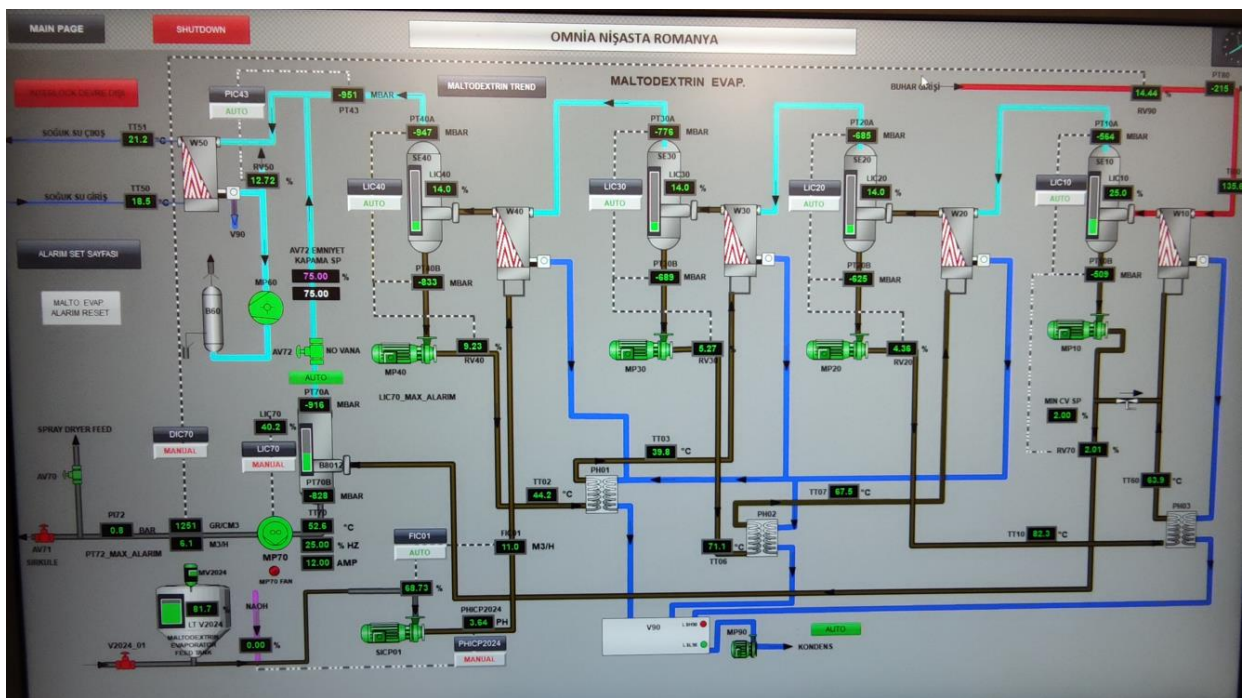 MAIN PAGE
SHUTDOWN
OMNİA NİŞASTA ROMANYA
MALTODEXTRIN EVAP.
MALTODEXTRIN TREND
PIC43
AUTO
-951 MBAR
PT43
PT40A
-947 MBAR
PT30A
-776 MBAR
PT20A
-685 MBAR
PT10A
-564 MBAR
BUHAR GİRİŞİ
14.44 %
RV90
PT80
-215
SOĞUK SU ÇIKIŞ
TT51
21.2 °C
W50
RV50
12.72 %
SOĞUK SU GİRİŞ
TT50
18.5 °C
V90
ALARIM SET SAYFASI
MALTO. EVAP.
ALARIM RESET
B60
MP60
AV72 EMNIYET
KAPAMA SP
75.00 %
75.00
AV72
NO VANA
AUTO
SE40
LIC40
14.0 %
LIC40
AUTO
W40
PT40B
-833 MBAR
MP40
9.23 %
RV40
SE30
LIC30
14.0 %
LIC30
AUTO
W30
PT30B
-689 MBAR
MP30
5.27 %
RV30
SE20
LIC20
14.0 %
LIC20
AUTO
W20
PT20B
-625 MBAR
MP20
4.36 %
RV20
SE10
LIC10
25.0 %
LIC10
AUTO
W10
PT10B
-509 MBAR
MP10
MIN CV SP
2.00 %
RV70
2.01 %
LIC70_MAX_ALARIM
PT70A
-916 MBAR
LIC70
40.2 %
LIC70
MANUAL
DIC70
MANUAL
B8012
PT70B
-828 MBAR
TT70
52.6 °C
25.00 % HZ
12.00 AMP
MP70
MP70 FAN
SPRAY DRYER FEED
AV70
AV71
PI72
0.8 BAR
PT72_MAX_ALARIM
1251 GR/CM3
6.1 M3/H
MV2024
81.7 %
LT V2024
MALTODEXTRIN
EVAPORATOR
FEED TANK
V2024_01
NAOH
0.00 %
FIC01
AUTO
11.0 M3/H
68.73 %
SICP01
PHICP2024
3.64 PH
PHICP2024
MANUAL
TT02
44.2 °C
TT03
39.8 °C
PH01
71.1 °C
TT06
TT07
67.5 °C
PH02
TT10
82.3 °C
63.9 °C
PH03
V90
MP90
AUTO
KONDENS